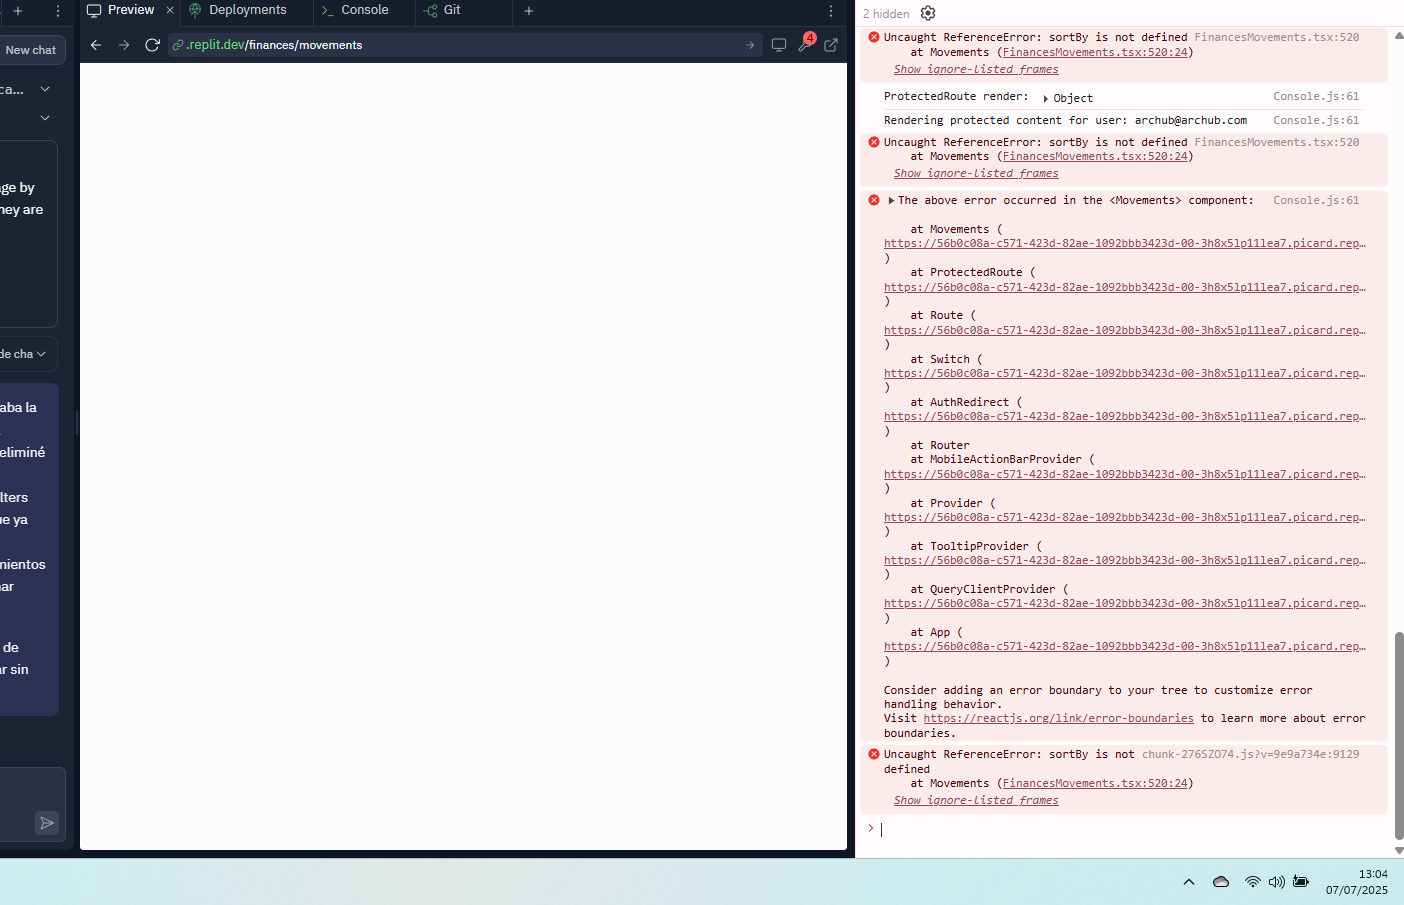 Preview
Deployments
Console
Git
New chat
.replit.dev/finances/movements
4
ca...
ge by
hey are
de cha
aba la
eliminé
lters
ue ya
mientos
nar
de
ar sin
2 hidden
Uncaught ReferenceError: sortBy is not defined FinancesMovements.tsx:520
at Movements (FinancesMovements.tsx:520:24)
Show ignore-listed frames
ProtectedRoute render: Object Console.js:61
Rendering protected content for user: archub@archub.com Console.js:61
Uncaught ReferenceError: sortBy is not defined FinancesMovements.tsx:520
at Movements (FinancesMovements.tsx:520:24)
Show ignore-listed frames
The above error occurred in the <Movements> component: Console.js:61
at Movements (
https://56b0c08a-c571-423d-82ae-1092bbb3423d-00-3h8x5lp11lea7.picard.rep…
)
at ProtectedRoute (
https://56b0c08a-c571-423d-82ae-1092bbb3423d-00-3h8x5lp11lea7.picard.rep…
)
at Route (
https://56b0c08a-c571-423d-82ae-1092bbb3423d-00-3h8x5lp11lea7.picard.rep…
)
at Switch (
https://56b0c08a-c571-423d-82ae-1092bbb3423d-00-3h8x5lp11lea7.picard.rep…
)
at AuthRedirect (
https://56b0c08a-c571-423d-82ae-1092bbb3423d-00-3h8x5lp11lea7.picard.rep…
)
at Router
at MobileActionBarProvider (
https://56b0c08a-c571-423d-82ae-1092bbb3423d-00-3h8x5lp11lea7.picard.rep…
)
at Provider (
https://56b0c08a-c571-423d-82ae-1092bbb3423d-00-3h8x5lp11lea7.picard.rep…
)
at TooltipProvider (
https://56b0c08a-c571-423d-82ae-1092bbb3423d-00-3h8x5lp11lea7.picard.rep…
)
at QueryClientProvider (
https://56b0c08a-c571-423d-82ae-1092bbb3423d-00-3h8x5lp11lea7.picard.rep…
)
at App (
https://56b0c08a-c571-423d-82ae-1092bbb3423d-00-3h8x5lp11lea7.picard.rep…
)
Consider adding an error boundary to your tree to customize error
handling behavior.
Visit https://reactjs.org/link/error-boundaries to learn more about error
boundaries.
Uncaught ReferenceError: sortBy is not chunk-276SZO74.js?v=9e9a734e:9129
defined
at Movements (FinancesMovements.tsx:520:24)
Show ignore-listed frames
13:04
07/07/2025